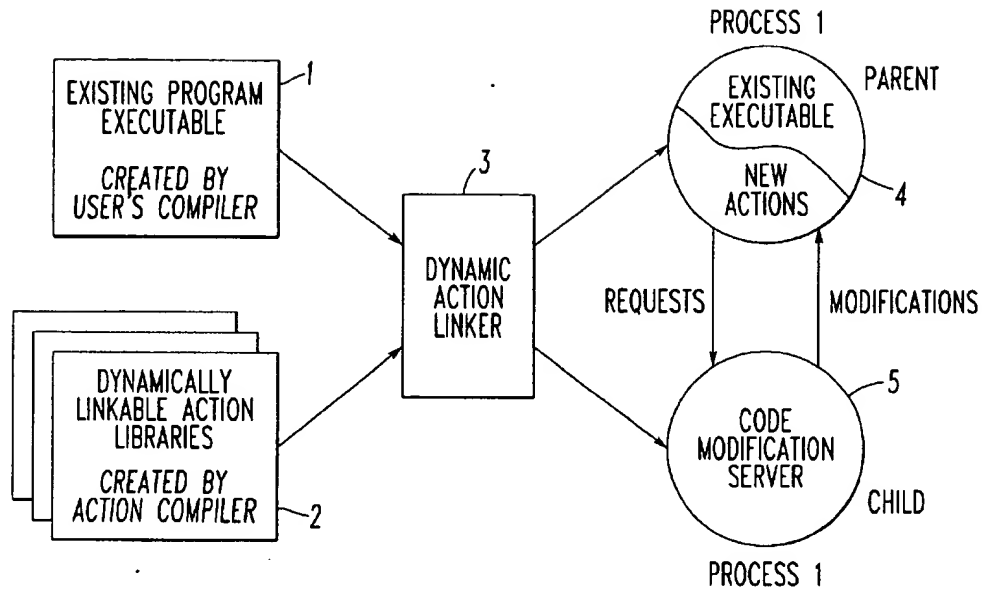 PROCESS 1
1
EXISTING PROGRAM
EXECUTABLE
CREATED BY
USER'S COMPILER
PARENT
EXISTING
EXECUTABLE
NEW
ACTIONS
4
3
DYNAMIC
ACTION
LINKER
REQUESTS
MODIFICATIONS
DYNAMICALLY
LINKABLE ACTION
LIBRARIES
CREATED BY
ACTION COMPILER
2
5
CODE
MODIFICATION
SERVER
CHILD
PROCESS 1